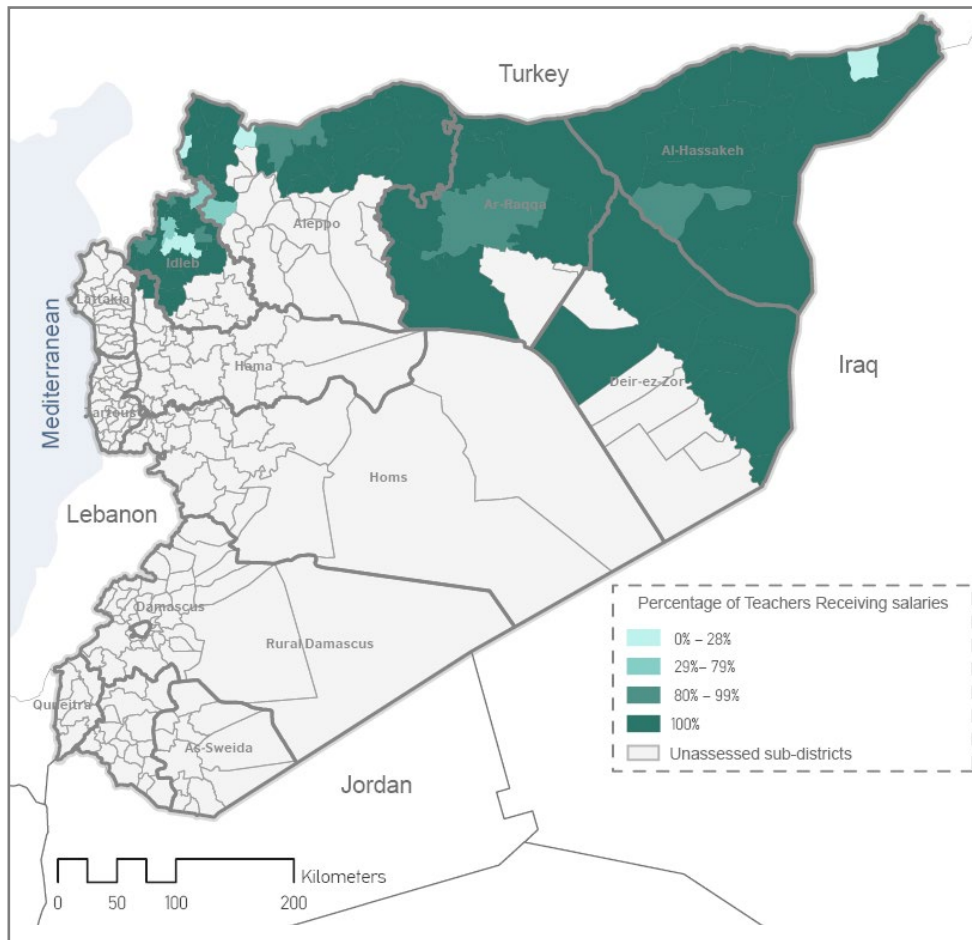 Turkey
Al-Hassakeh
Ar-Raqqa
Aleppo
Idleb
Lattakia
Mediterranean
Iraq
Hama
Deir-ez-Zor
Tartous
Homs
Lebanon
Damascus
Rural Damascus
Quneitra
As-Sweida
Jordan
Percentage of Teachers Receiving salaries
0% – 28%
29%– 79%
80% – 99%
100%
Unassessed sub-districts
Kilometers
0 50 100 200